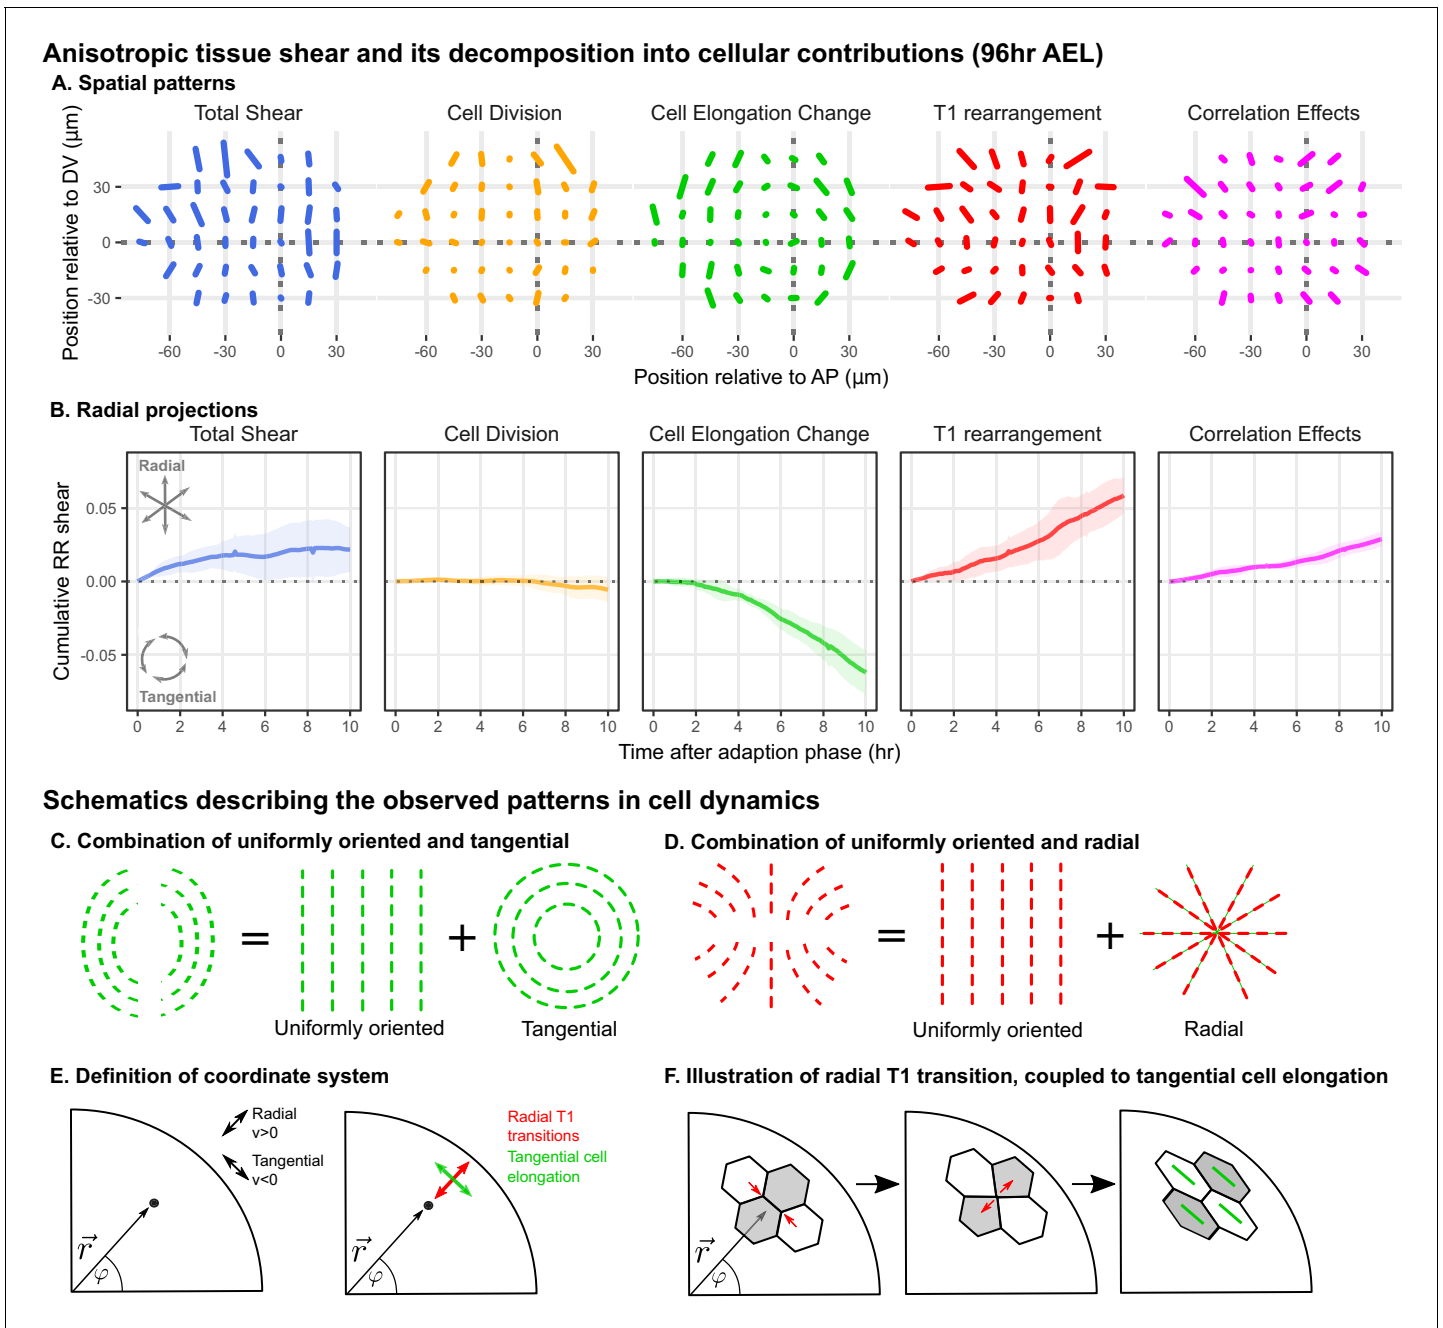 Anisotropic tissue shear and its decomposition into cellular contributions (96hr AEL)
A. Spatial patterns
Total Shear
Cell Division
Cell Elongation Change
T1 rearrangement
Correlation Effects
Position relative to DV (µm)
30
0
-30
-60 -30 0 30
-60 -30 0 30
-60 -30 0 30
-60 -30 0 30
-60 -30 0 30
Position relative to AP (µm)
B. Radial projections
Total Shear
Cell Division
Cell Elongation Change
T1 rearrangement
Correlation Effects
Cumulative RR shear
0.05
0.00
-0.05
Radial
Tangential
0 2 4 6 8 10
0 2 4 6 8 10
0 2 4 6 8 10
0 2 4 6 8 10
0 2 4 6 8 10
Time after adaption phase (hr)
Schematics describing the observed patterns in cell dynamics
C. Combination of uniformly oriented and tangential
=
+
Uniformly oriented
Tangential
D. Combination of uniformly oriented and radial
=
+
Uniformly oriented
Radial
E. Definition of coordinate system
Radial
v>0
Tangential
v<0
r⃗
φ
Radial T1
transitions
Tangential cell
elongation
r⃗
φ
F. Illustration of radial T1 transition, coupled to tangential cell elongation
r⃗
φ